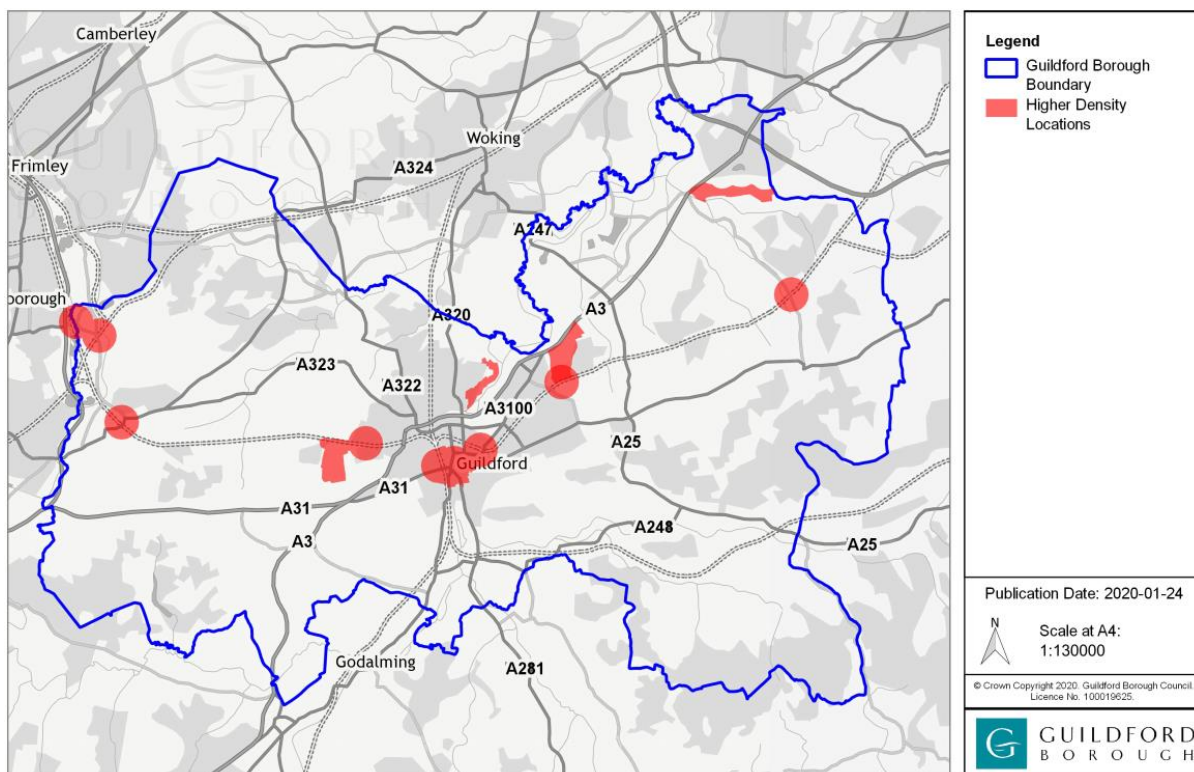 Camberley
GUILDFORD
Woking
Frimley
A324
A247
borough
A320
A3
A323
A322
A3100
A25
Guildford
A31
A31
A3
A248
A25
Godalming
A281
Legend
Guildford Borough
Boundary
Higher Density
Locations
Publication Date: 2020-01-24
N
Scale at A4:
1:130000
© Crown Copyright 2020. Guildford Borough Council.
Licence No. 100019625.
G
GUILDFORD
BOROUGH